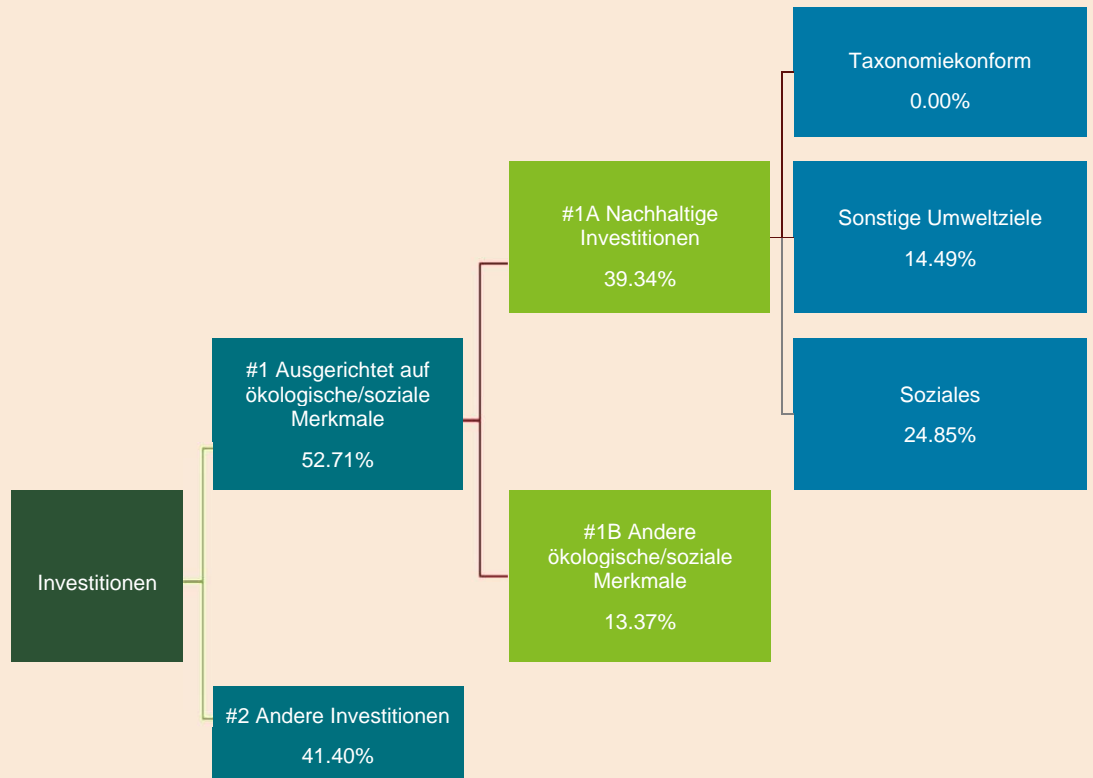 Investitionen
#1 Ausgerichtet auf
ökologische/soziale
Merkmale
52.71%
#2 Andere Investitionen
41.40%
#1A Nachhaltige
Investitionen
39.34%
#1B Andere
ökologische/soziale
Merkmale
13.37%
Taxonomiekonform
0.00%
Sonstige Umweltziele
14.49%
Soziales
24.85%